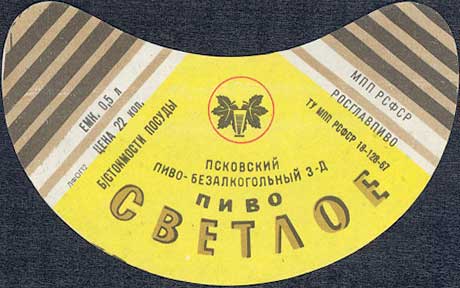 ЕМК. 0,5 л
ЦЕНА 22 коп.
Б/СТОИМОСТИ ПОСУДЫ
МПП РСФСР
РОСГЛАВПИВО
ТУ МПП РСФСР 18-128-67
ПСКОВСКИЙ
ПИВО-БЕЗАЛКОГОЛЬНЫЙ З-Д
ПИВО
СВЕТЛОЕ